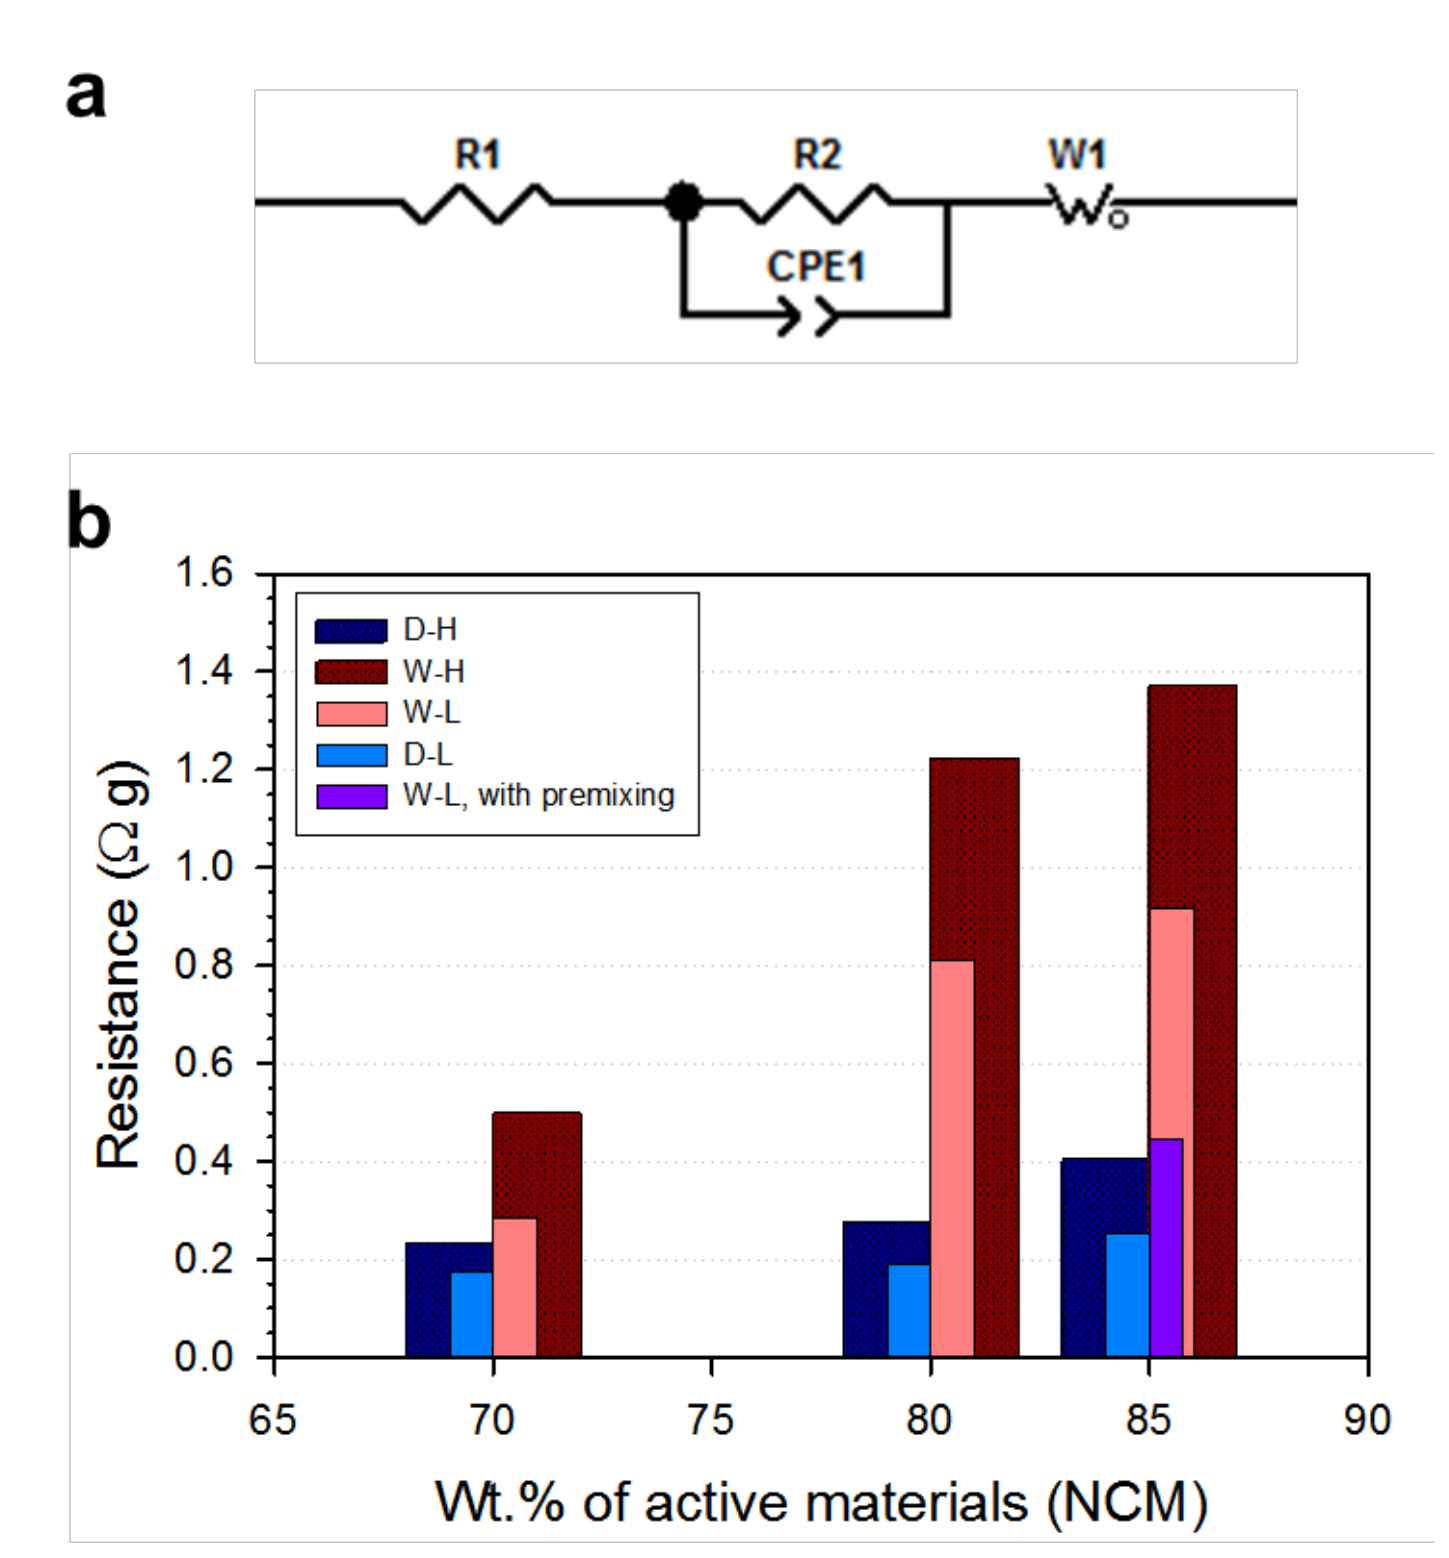 a
R1
R2
W1
CPE1
b
1.6
1.4
1.2
1.0
0.8
0.6
0.4
0.2
0.0
Resistance (Ω g)
D-H
W-H
W-L
D-L
W-L, with premixing
65 70 75 80 85 90
Wt.% of active materials (NCM)